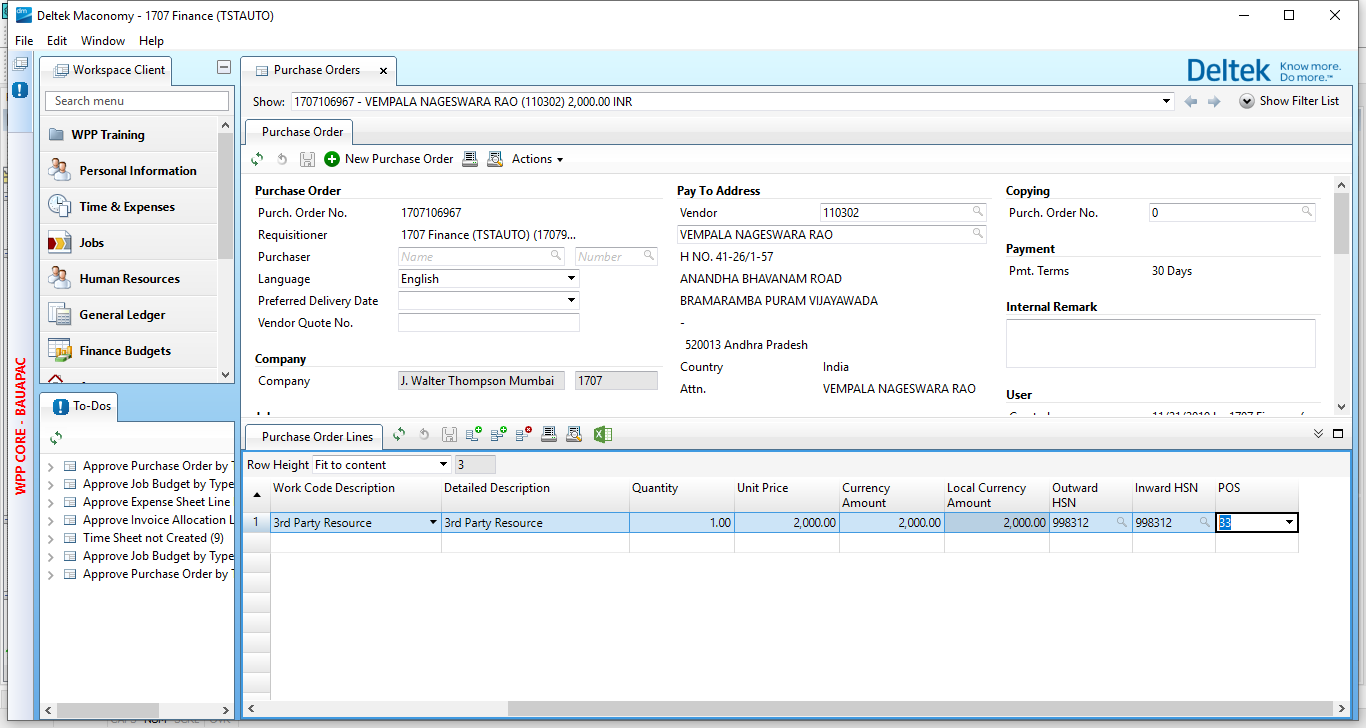 Deltek Maconomy - 1707 Finance (TSTAUTO)
File Edit Window Help
Workspace Client
Search menu
WPP Training
Personal Information
Time & Expenses
Jobs
Human Resources
General Ledger
Finance Budgets
WPP CORE - BAUAPAC
To-Dos
Approve Purchase Order by
Approve Job Budget by Type
Approve Expense Sheet Line
Approve Invoice Allocation L
Time Sheet not Created (9)
Approve Job Budget by Type
Approve Purchase Order by
Purchase Orders
Deltek Know more.
Do more.™
Show: 1707106967 - VEMPALA NAGESWARA RAO (110302) 2,000.00 INR
Show Filter List
Purchase Order
New Purchase Order Actions
Purchase Order
Purch. Order No. 1707106967
Requisitioner 1707 Finance (TSTAUTO) (17079...
Purchaser Name Number
Language English
Preferred Delivery Date
Vendor Quote No.
Company
Company J. Walter Thompson Mumbai 1707
Pay To Address
Vendor 110302
VEMPALA NAGESWARA RAO
H NO. 41-26/1-57
ANANDHA BHAVANAM ROAD
BRAMARAMBA PURAM VIJAYAWADA
-
520013 Andhra Pradesh
Country India
Attn. VEMPALA NAGESWARA RAO
Copying
Purch. Order No. 0
Payment
Pmt. Terms 30 Days
Internal Remark
User
Purchase Order Lines
Row Height Fit to content 3
Work Code Description Detailed Description Quantity Unit Price Currency Amount Local Currency Amount Outward HSN Inward HSN POS
1 3rd Party Resource 3rd Party Resource 1.00 2,000.00 2,000.00 2,000.00 998312 998312 33